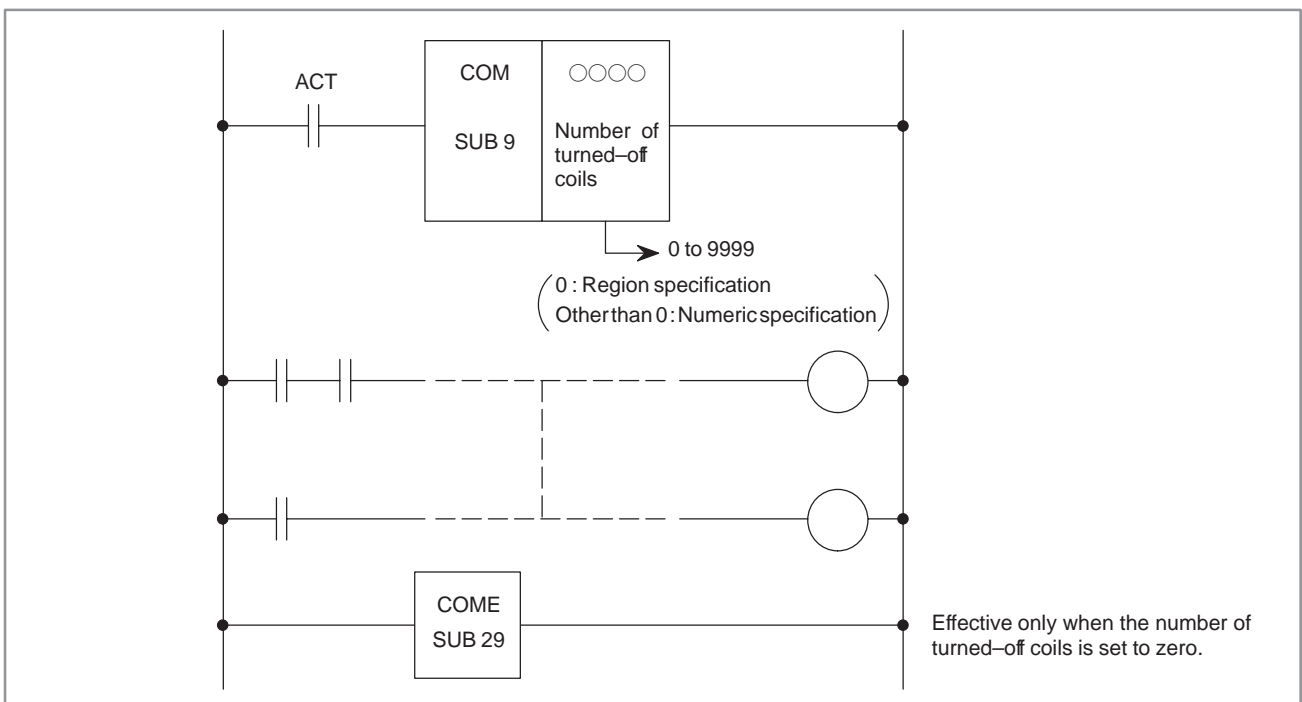 ACT
COM
SUB 9
○○○○
Number of
turned–off
coils
0 to 9999
0 : Region specification
Other than 0 : Numeric specification
COME
SUB 29
Effective only when the number of
turned–off coils is set to zero.